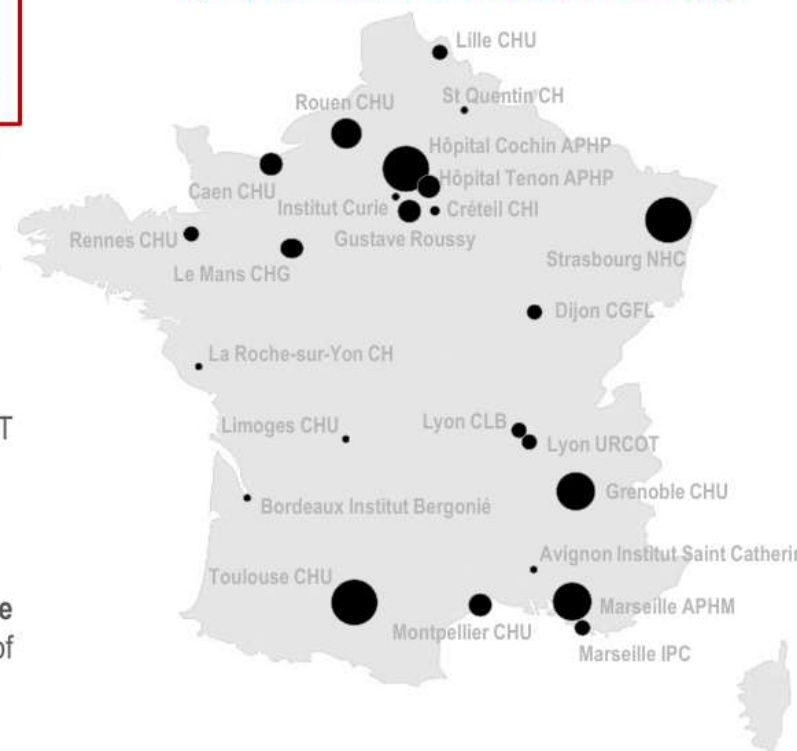 Lille CHU
St Quentin CH
Rouen CHU
Hôpital Cochin APHP
Hôpital Tenon APHP
Caen CHU
Institut Curie
Créteil CHI
Rennes CHU
Gustave Roussy
Strasbourg NHC
Le Mans CHG
Dijon CGFL
La Roche-sur-Yon CH
Limoges CHU
Lyon CLB
T
Lyon URCOT
Grenoble CHU
Bordeaux Institut Bergonié
Avignon Institut Saint Catherin
Toulouse CHU
Marseille APHM
e
Montpellier CHU
of
Marseille IPC